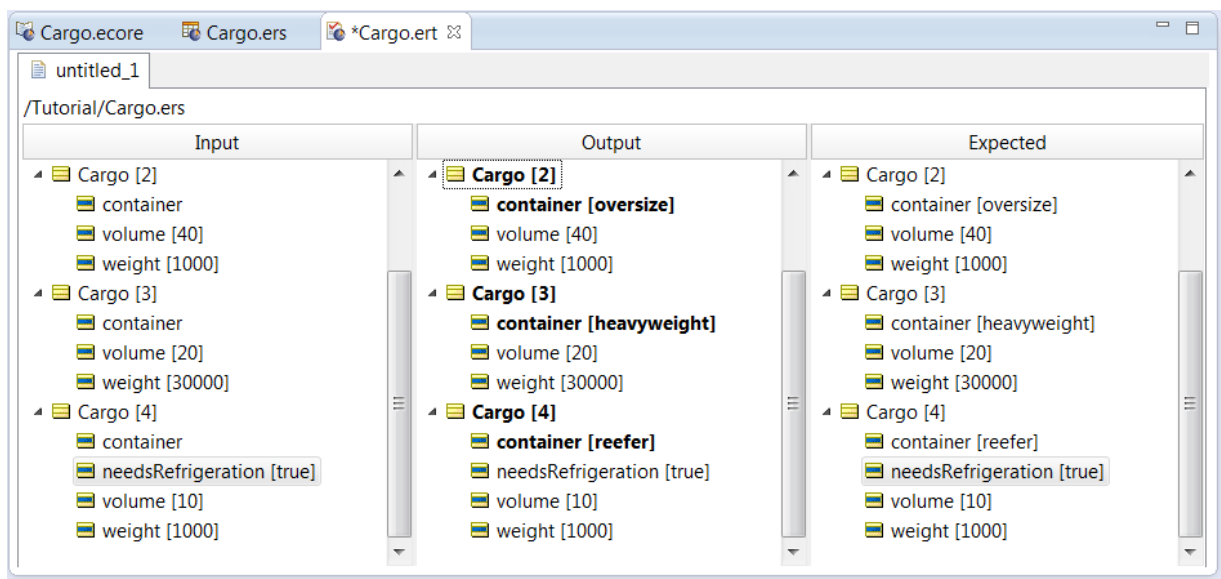 Cargo.ecore Cargo.ers *Cargo.ert
untitled_1
/Tutorial/Cargo.ers
Input Output Expected
Cargo [2] Cargo [2] Cargo [2]
container container [oversize] container [oversize]
volume [40] volume [40] volume [40]
weight [1000] weight [1000] weight [1000]
Cargo [3] Cargo [3] Cargo [3]
container container [heavyweight] container [heavyweight]
volume [20] volume [20] volume [20]
weight [30000] weight [30000] weight [30000]
Cargo [4] Cargo [4] Cargo [4]
container container [reefer] container [reefer]
needsRefrigeration [true] needsRefrigeration [true] needsRefrigeration [true]
volume [10] volume [10] volume [10]
weight [1000] weight [1000] weight [1000]